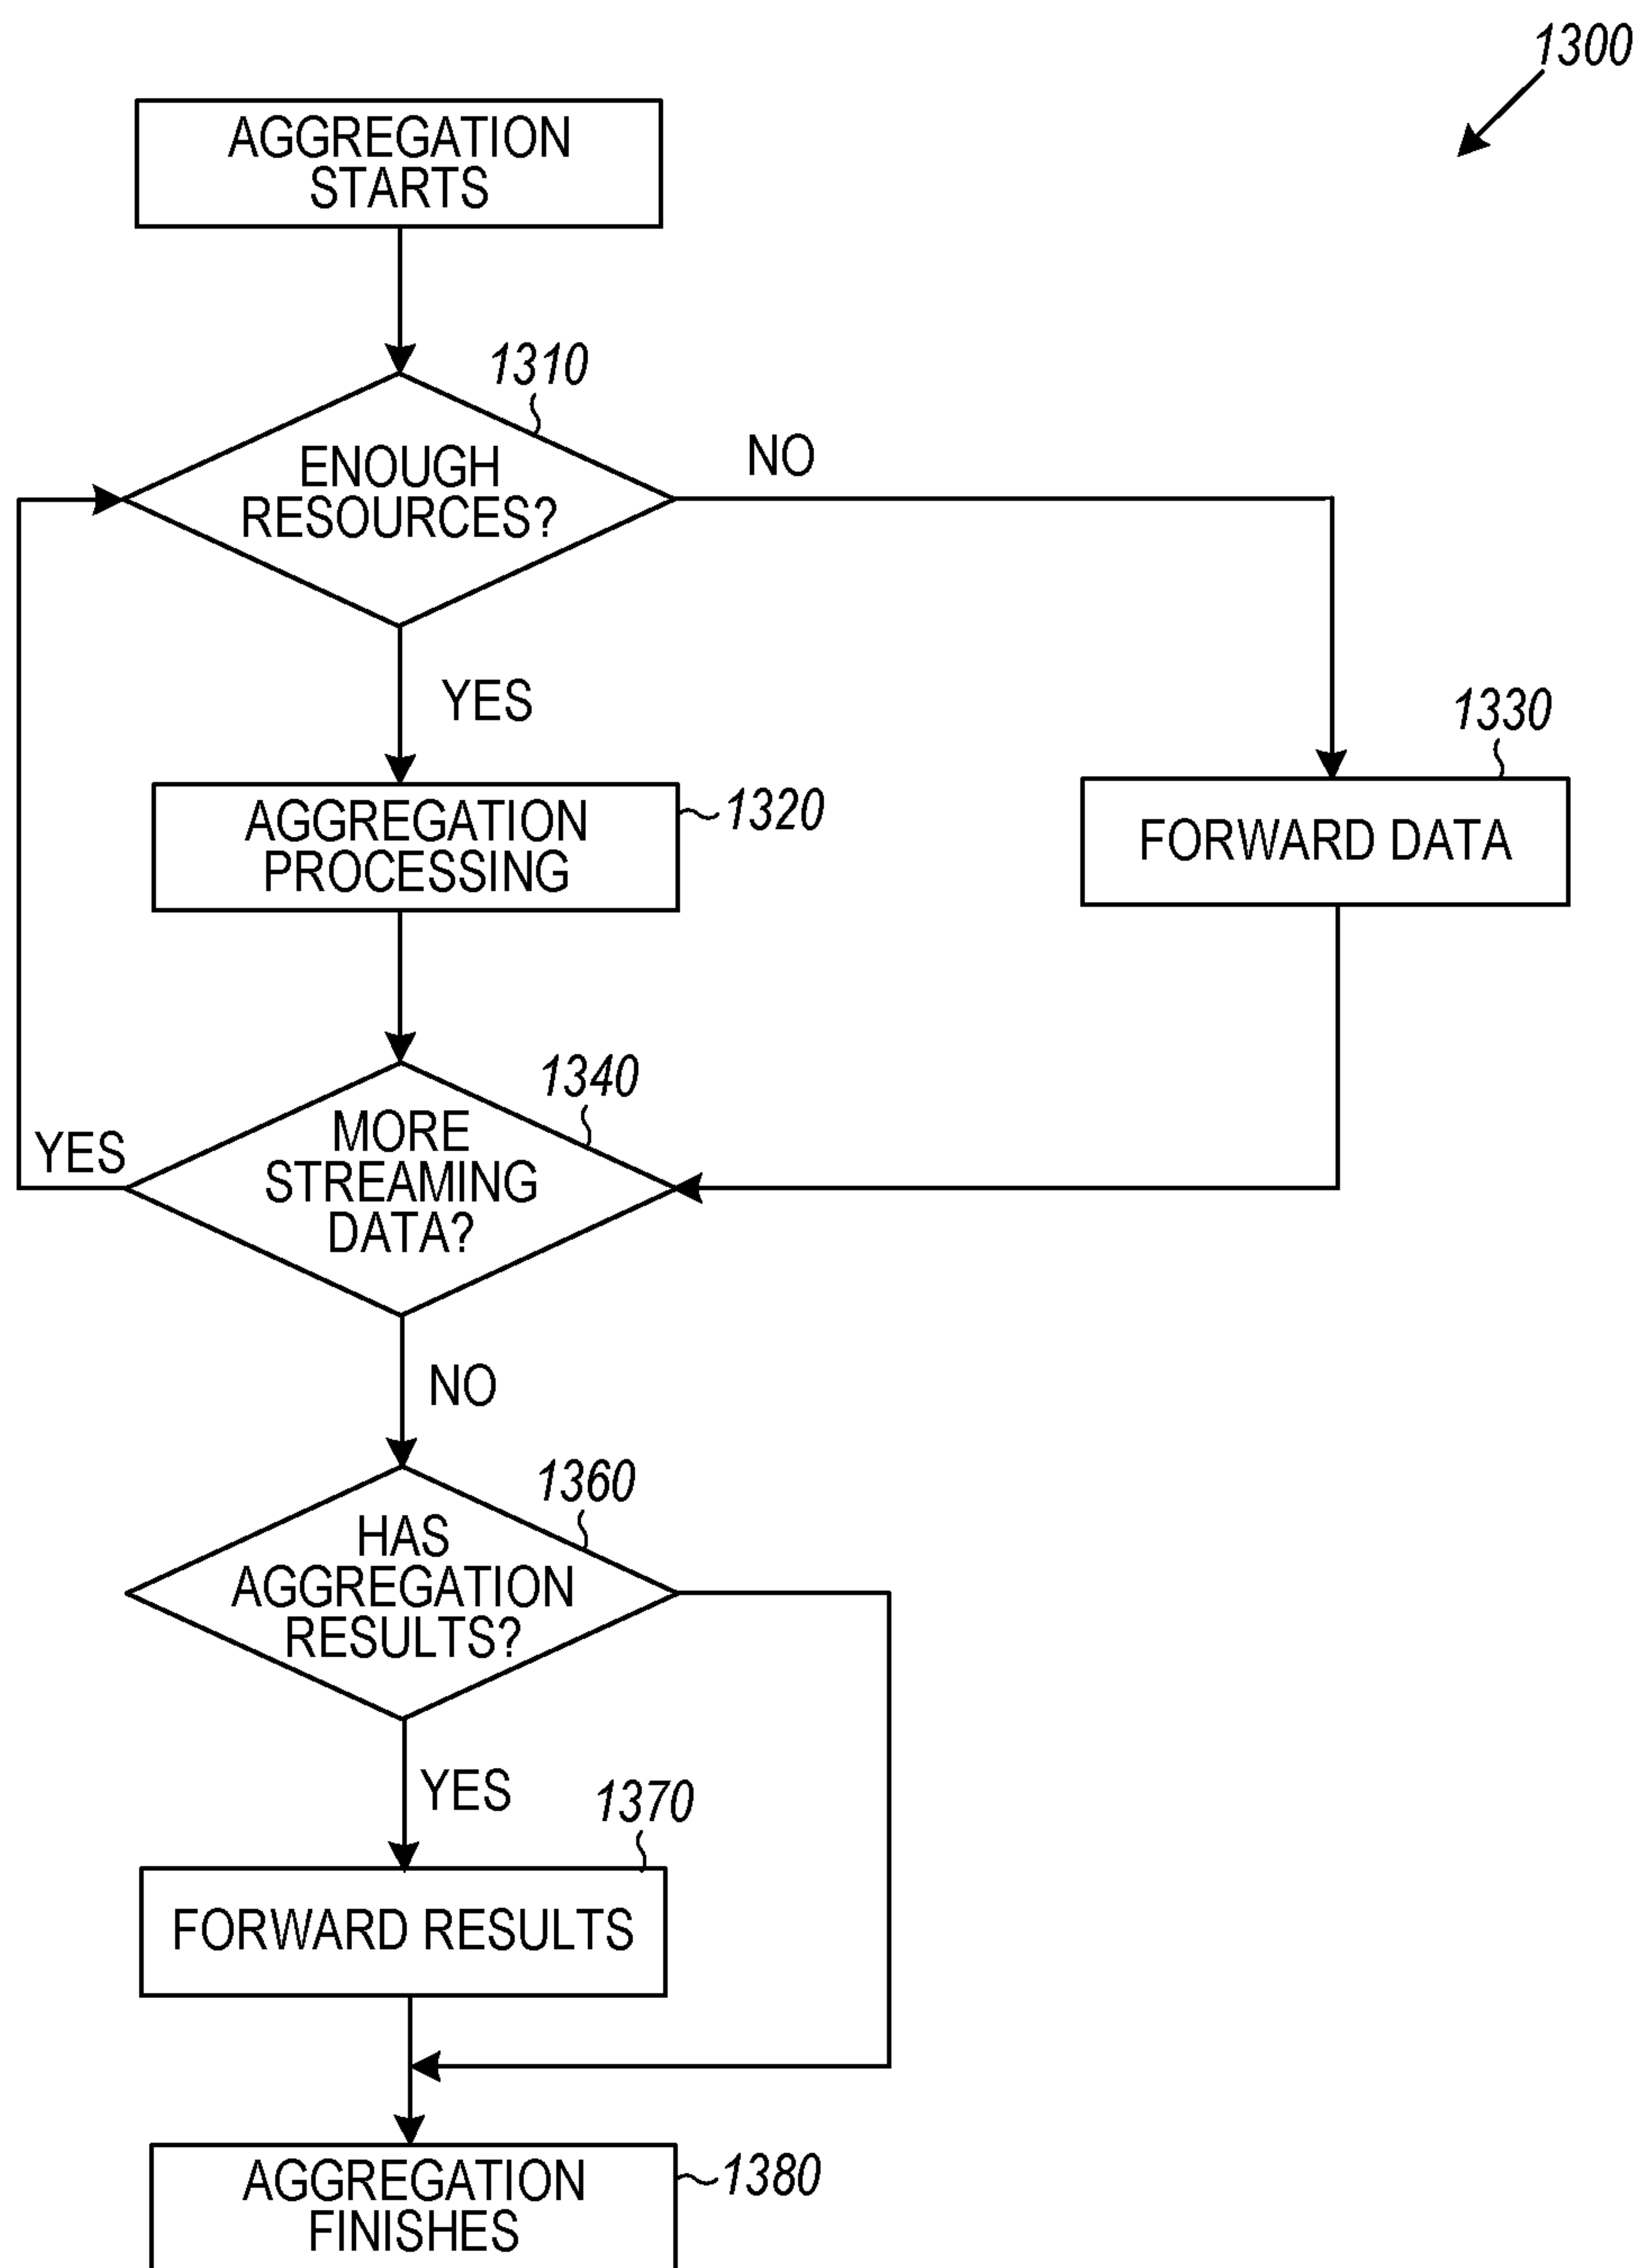 1300
AGGREGATION
STARTS
1310
ENOUGH
RESOURCES?
NO
YES
1330
AGGREGATION
PROCESSING
1320
FORWARD DATA
1340
MORE
STREAMING
DATA?
YES
NO
1360
HAS
AGGREGATION
RESULTS?
YES
1370
FORWARD RESULTS
AGGREGATION
FINISHES
1380